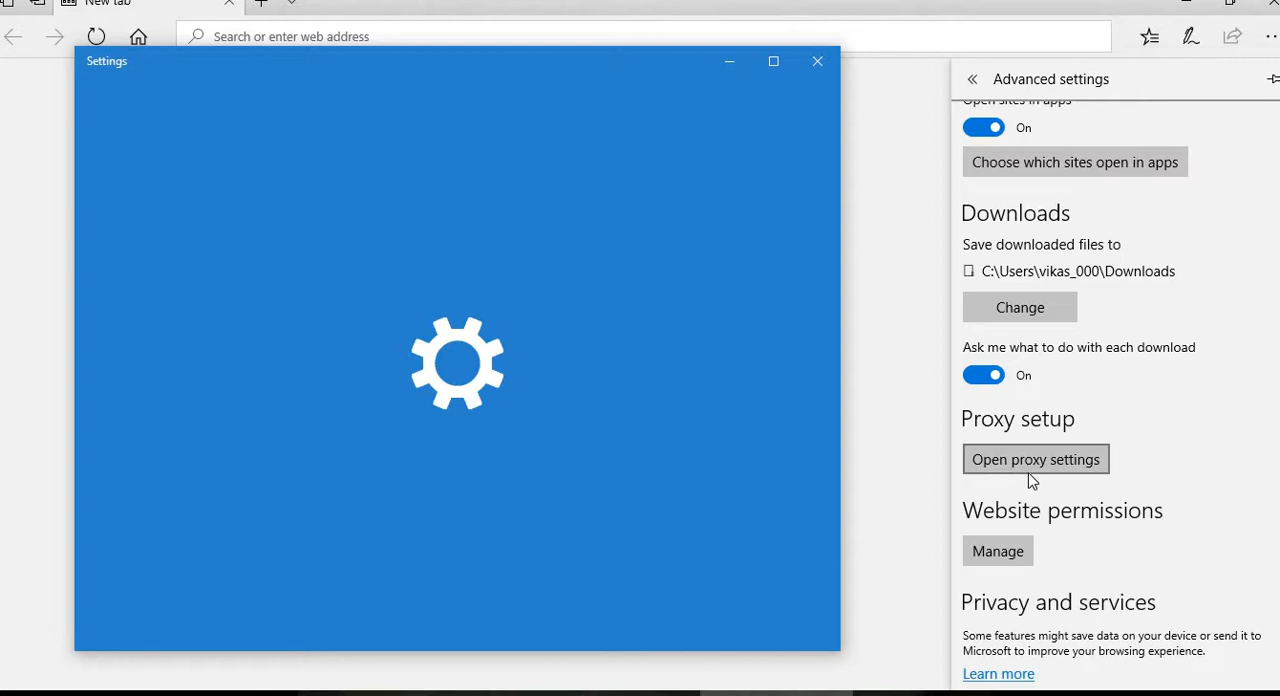 New tab
Search or enter web address
Settings
Advanced settings
Open sites in apps
On
Choose which sites open in apps
Downloads
Save downloaded files to
C:\Users\vikas_000\Downloads
Change
Ask me what to do with each download
On
Proxy setup
Open proxy settings
Website permissions
Manage
Privacy and services
Some features might save data on your device or send it to
Microsoft to improve your browsing experience.
Learn more